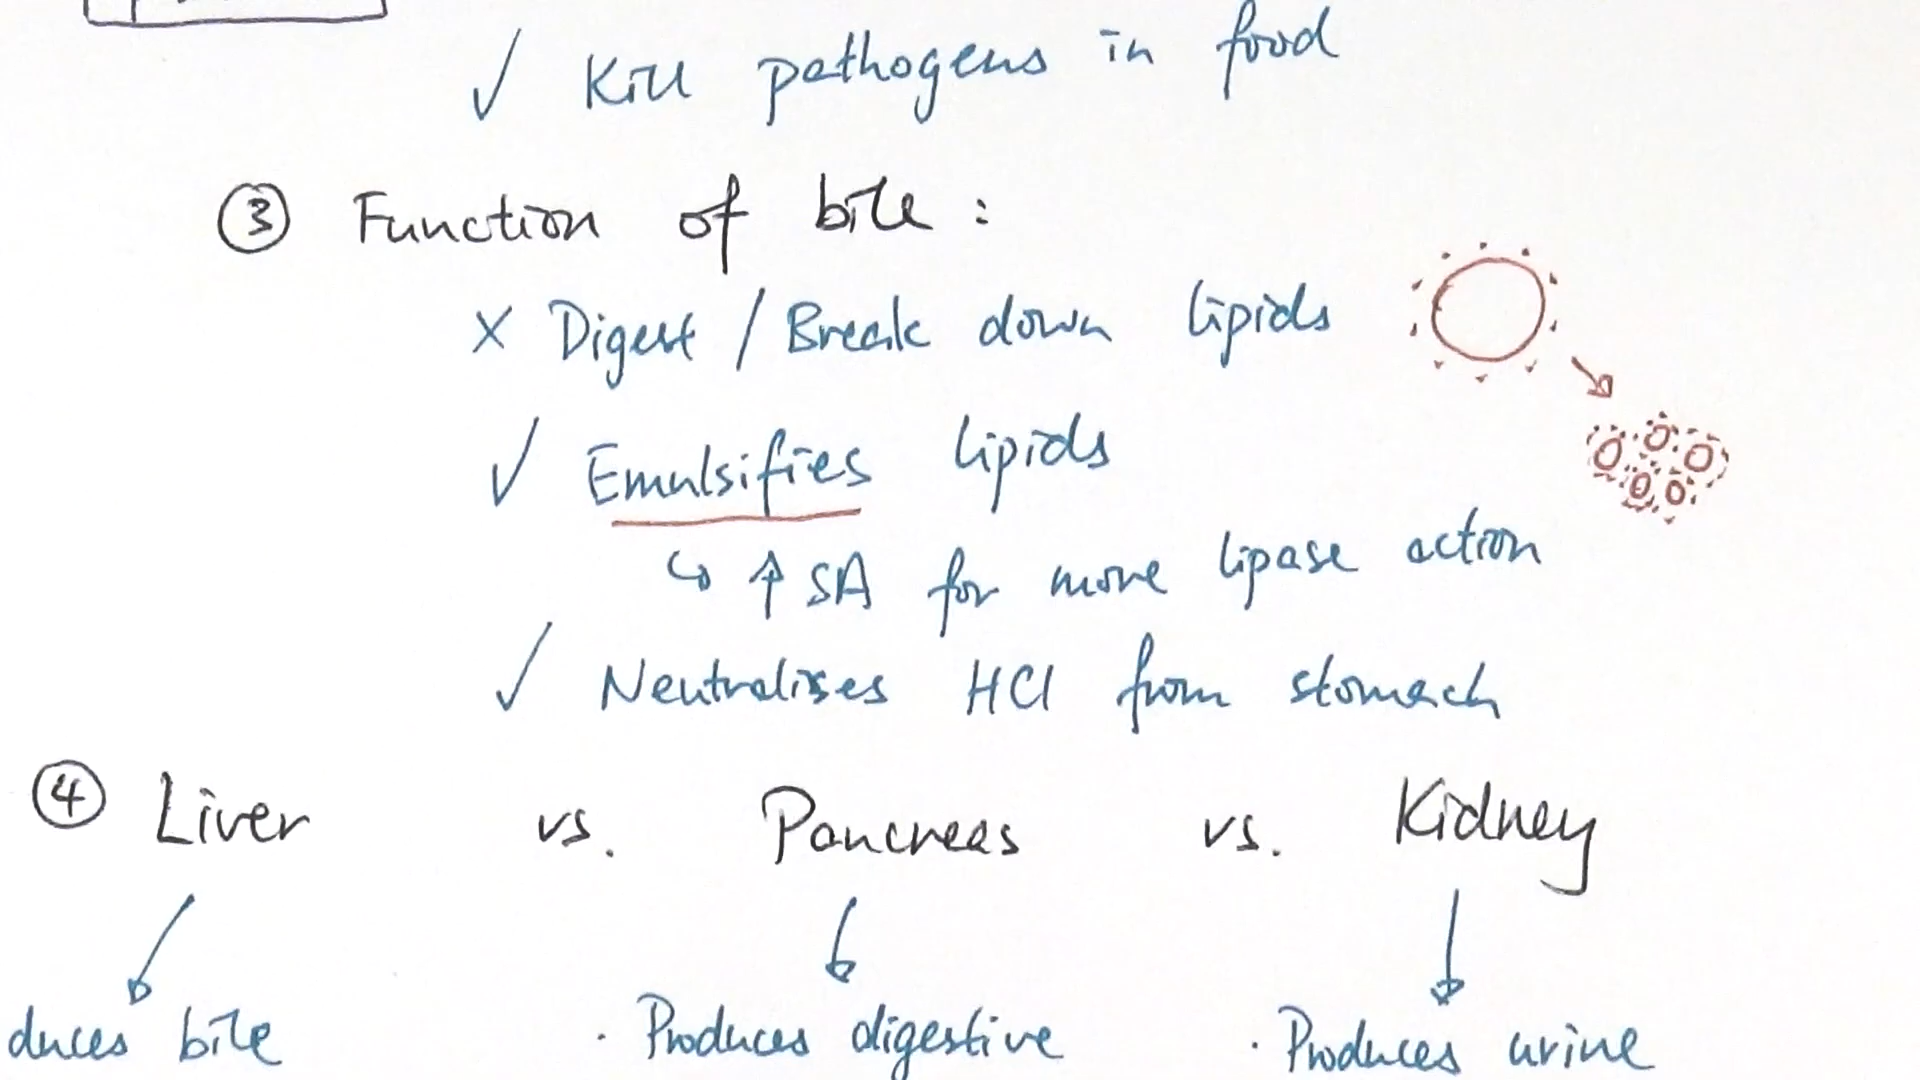 ✓ Kill pathogens in food
③ Function of bile :
X Digest / Break down lipids
✓ Emulsifies lipids
↳ ↑ SA for more lipase action
✓ Neutralises HCl from stomach
④ Liver vs. Pancreas vs. Kidney
duces bile · Produces digestive · Produces urine